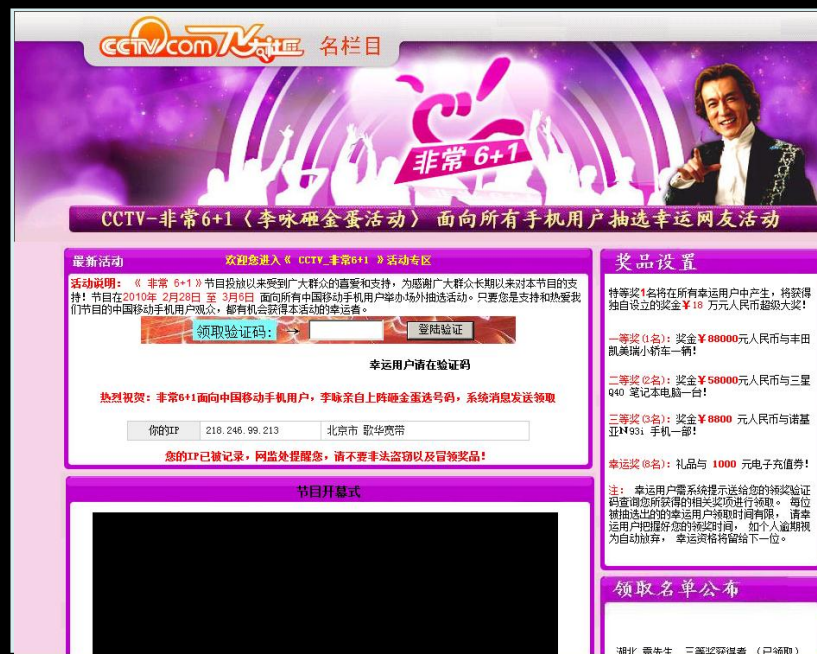 CCTV.com TV大社区 名栏目
非常 6+1
CCTV-非常6+1〈李咏砸金蛋活动〉 面向所有手机用户抽选幸运网友活动
最新活动 欢迎您进入《 CCTV_非常6+1 》活动专区
活动说明: 《 非常 6+1 》节目投放以来受到广大群众的喜爱和支持，为感谢广大群众长期以来对本节目的支
持！节目在2010年 2月28日 至 3月6日 面向所有中国移动手机用户举办场外抽选活动。只要您是支持和热爱我
们节目的中国移动手机用户观众，都有机会获得本活动的幸运者。
领取验证码: → 登陆验证
幸运用户请在验证码
热烈祝贺：非常6+1面向中国移动手机用户，李咏亲自上阵砸金蛋选号码，系统消息发送领取
你的IP 218.246.99.213 北京市 歌华宽带
您的IP已被记录，网监处提醒您，请不要非法盗窃以及冒领奖品！
节目开幕式
奖品设置
特等奖1名将在所有幸运用户中产生，将获得
独自设立的奖金￥18 万元人民币超级大奖！
一等奖(1名)：奖金￥88000元人民币与丰田
凯美瑞小轿车一辆！
二等奖(2名)：奖金￥58000元人民币与三星
Q40 笔记本电脑一台！
三等奖(3名)：奖金￥8800 元人民币与诺基
亚N93i 手机一部！
幸运奖(6名)：礼品与 1000 元电子充值券！
注： 幸运用户需系统提示送给您的领奖验证
码查询您所获得的相关奖项进行领取。 每位
被抽选出的的幸运用户领取时间有限， 请幸
运用户把握好您的领奖时间， 如个人逾期视
为自动放弃， 幸运资格将留给下一位。
领取名单公布
湖北 先生 三等奖获得者 （已领取）